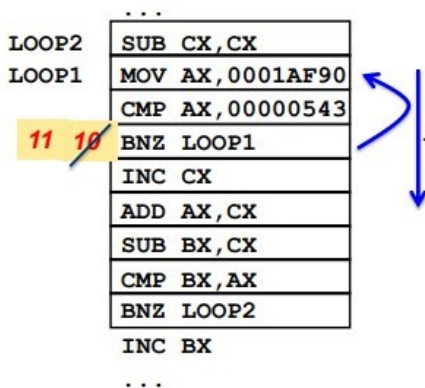 ...
LOOP2 SUB CX,CX
LOOP1 MOV AX,0001AF90
CMP AX,00000543
11 10 BNZ LOOP1
INC CX
ADD AX,CX
SUB BX,CX
CMP BX,AX
BNZ LOOP2
INC BX
...